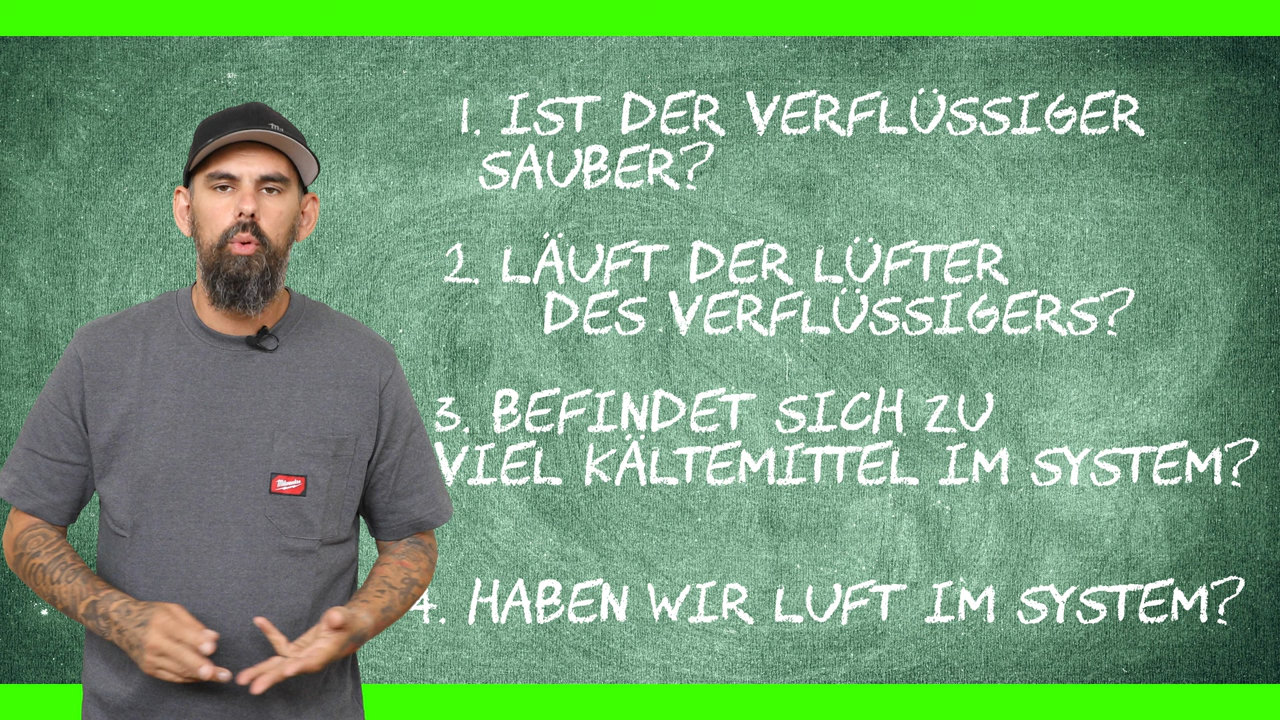 1. IST DER VERFLÜSSIGER
SAUBER?
2. LÄUFT DER LÜFTER
DES VERFLÜSSIGERS?
3. BEFINDET SICH ZU
VIEL KÄLTEMITTEL IM SYSTEM?
4. HABEN WIR LUFT IM SYSTEM?
Milwaukee